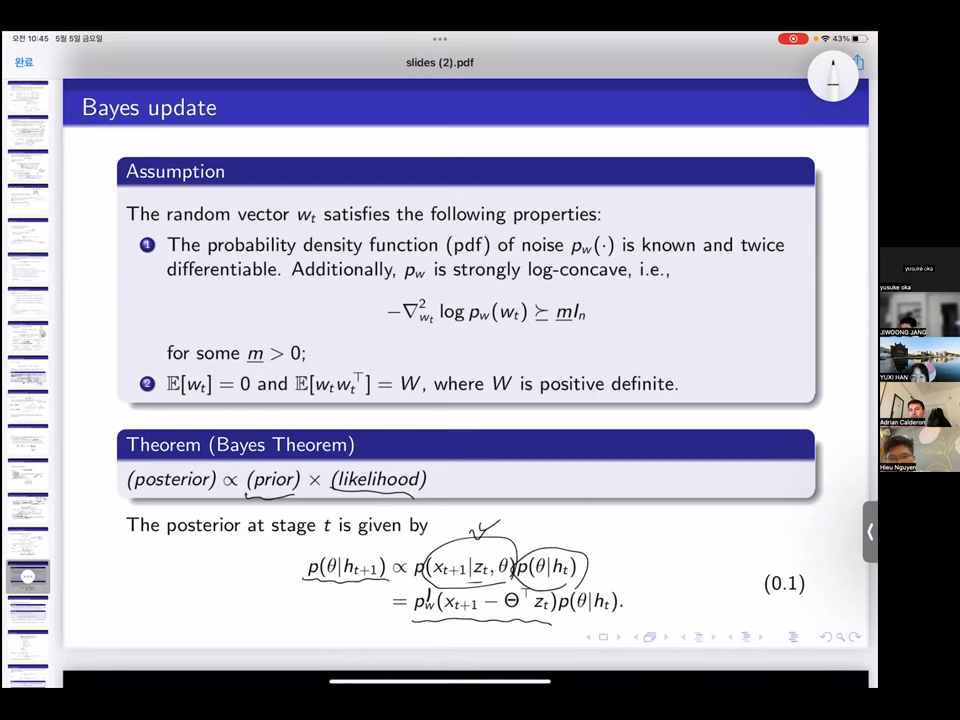 오전 10:45 5월 5일 금요일
43%
완료
slides (2).pdf
Bayes update
Assumption
The random vector w_t satisfies the following properties:
1 The probability density function (pdf) of noise p_w(·) is known and twice
differentiable. Additionally, p_w is strongly log-concave, i.e.,
−∇²_{w_t} log p_w(w_t) ⪰ m I_n
for some m > 0;
2 𝔼[w_t] = 0 and 𝔼[w_t w_t^⊤] = W, where W is positive definite.
Theorem (Bayes Theorem)
(posterior) ∝ (prior) × (likelihood)
The posterior at stage t is given by
p(θ|h_{t+1}) ∝ p(x_{t+1}|z_t, θ)p(θ|h_t)
= p_w(x_{t+1} − Θ^⊤ z_t)p(θ|h_t).
(0.1)
yusuke oka
yusuke oka
JIWOONG JANG
YUXI HAN
Adrian Calderon
Hieu Nguyen